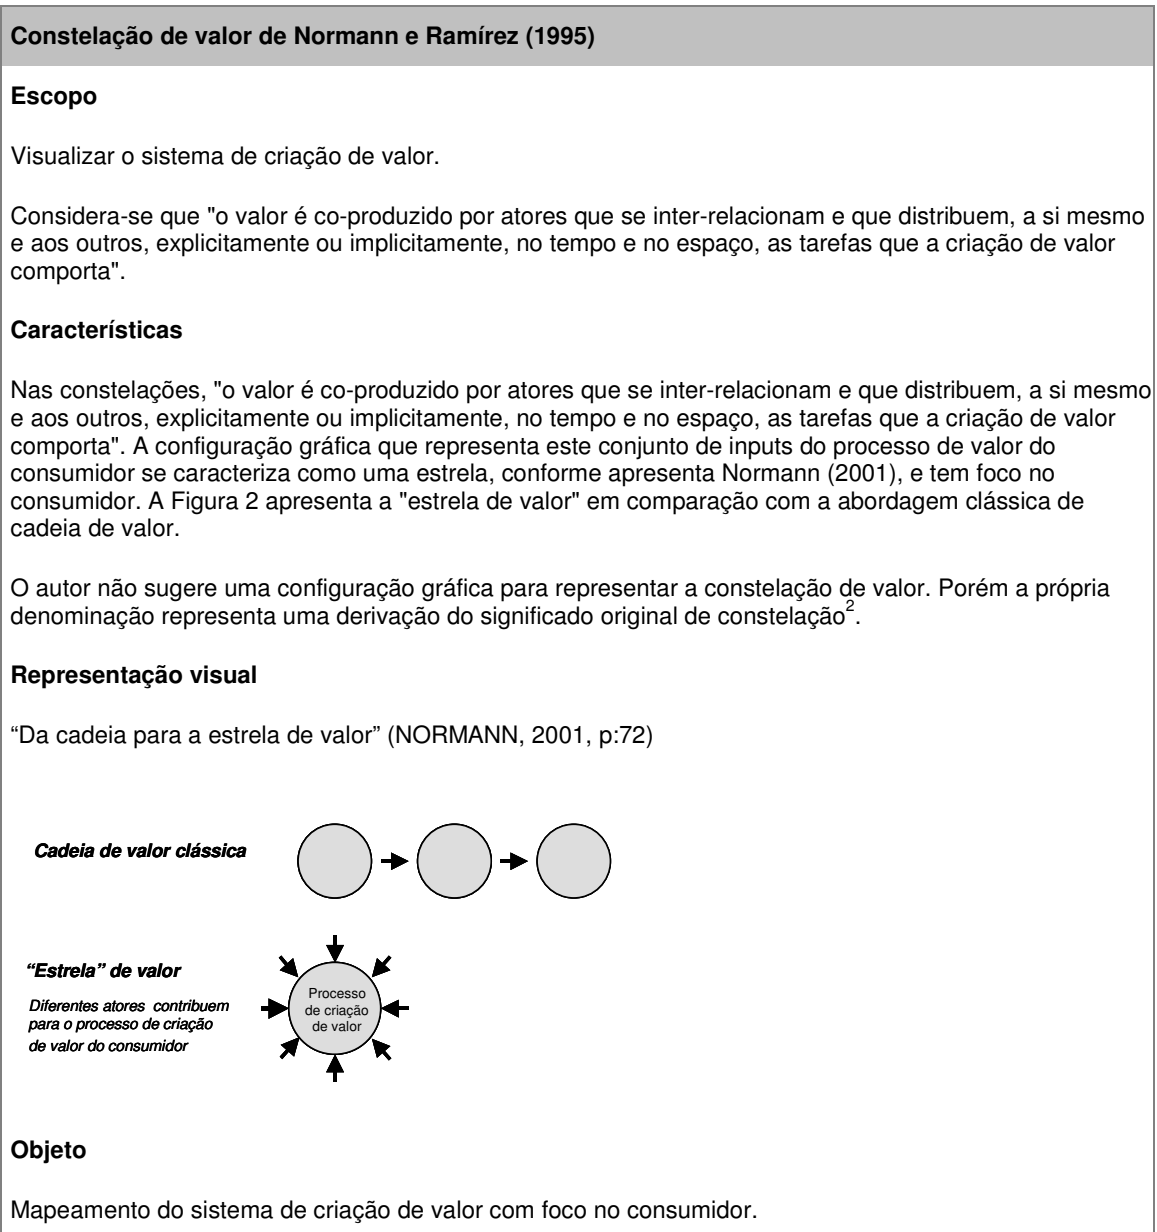 Constelação de valor de Normann e Ramírez (1995)
Escopo
Visualizar o sistema de criação de valor.
Considera-se que "o valor é co-produzido por atores que se inter-relacionam e que distribuem, a si mesmo
e aos outros, explicitamente ou implicitamente, no tempo e no espaço, as tarefas que a criação de valor
comporta".
Características
Nas constelações, "o valor é co-produzido por atores que se inter-relacionam e que distribuem, a si mesmo
e aos outros, explicitamente ou implicitamente, no tempo e no espaço, as tarefas que a criação de valor
comporta". A configuração gráfica que representa este conjunto de inputs do processo de valor do
consumidor se caracteriza como uma estrela, conforme apresenta Normann (2001), e tem foco no
consumidor. A Figura 2 apresenta a "estrela de valor" em comparação com a abordagem clássica de
cadeia de valor.
O autor não sugere uma configuração gráfica para representar a constelação de valor. Porém a própria
denominação representa uma derivação do significado original de constelação².
Representação visual
“Da cadeia para a estrela de valor” (NORMANN, 2001, p:72)
Cadeia de valor clássica
“Estrela” de valor
Diferentes atores contribuem
para o processo de criação
de valor do consumidor
Processo
de criação
de valor
Objeto
Mapeamento do sistema de criação de valor com foco no consumidor.